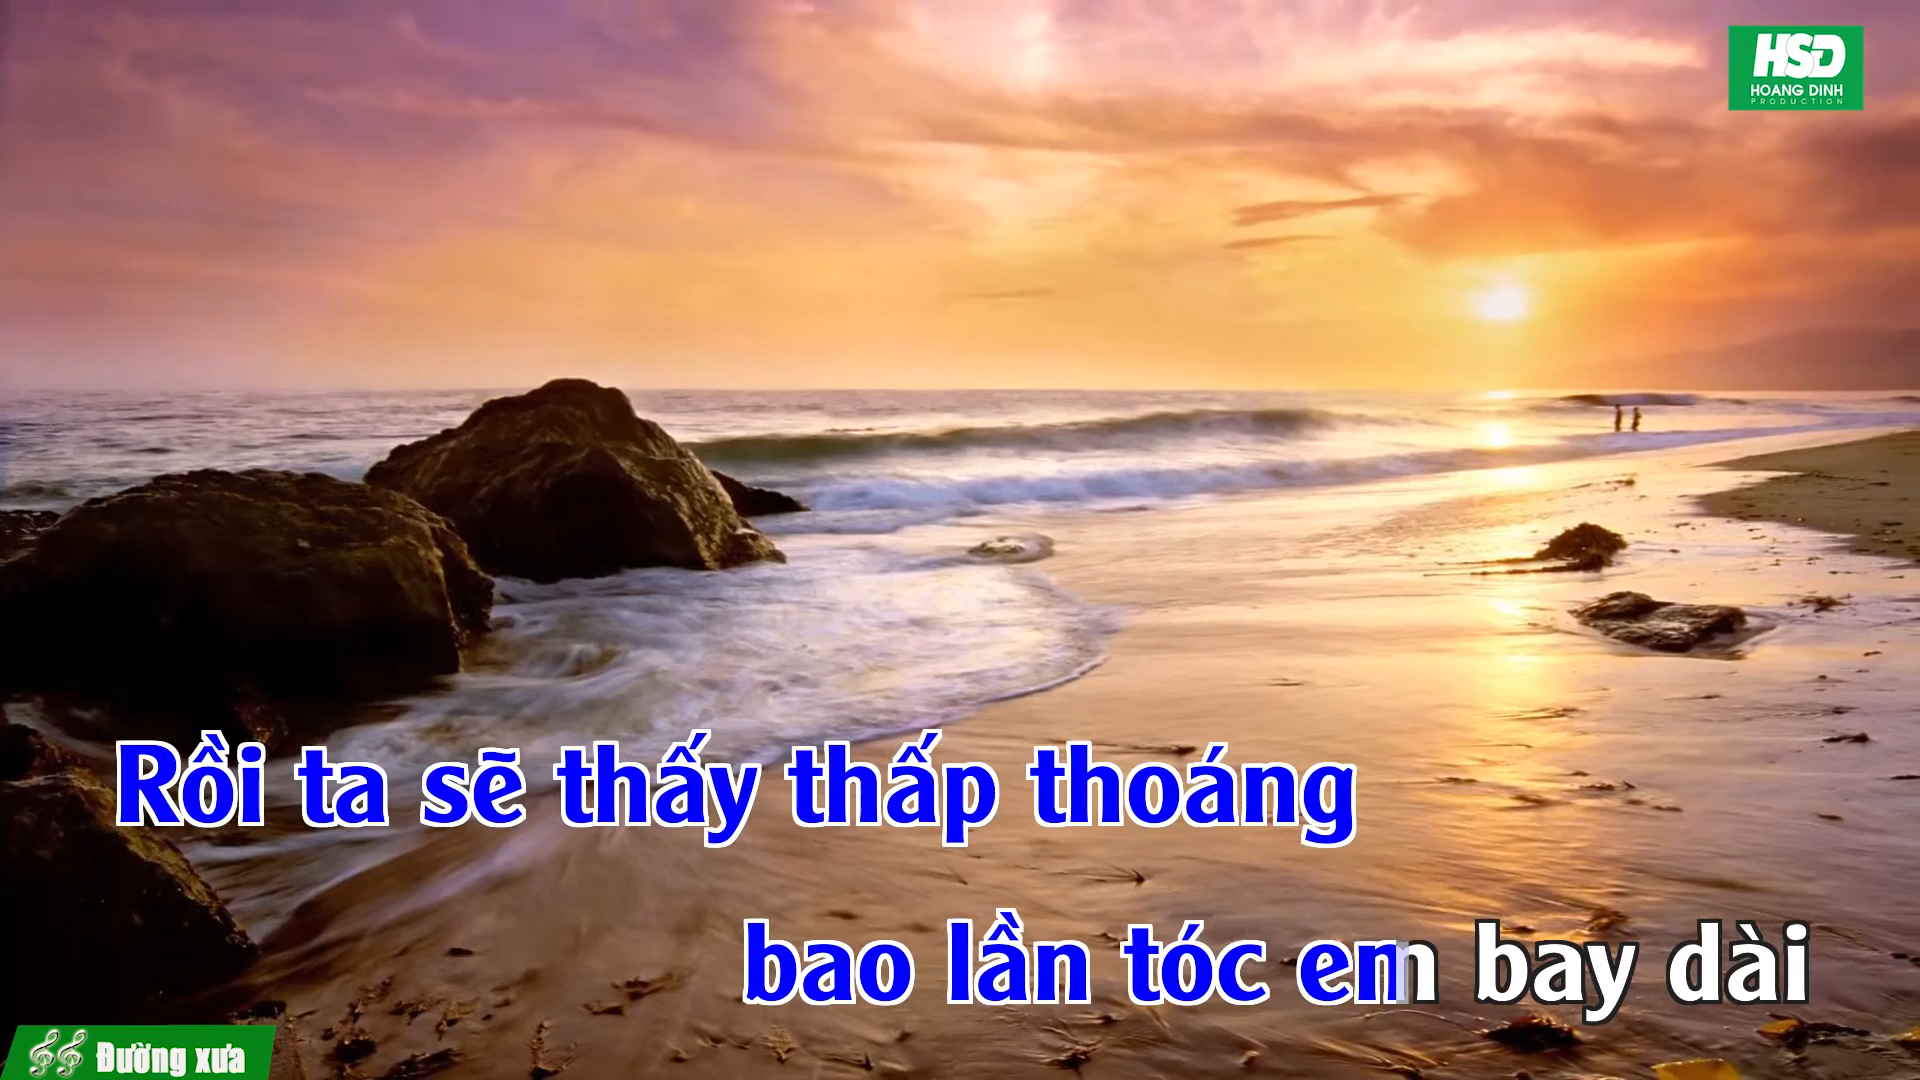 HSD
HOANG DINH
PRODUCTION
Rồi ta sẽ thấy thấp thoáng
bao lần tóc em bay dài
Đường xưa